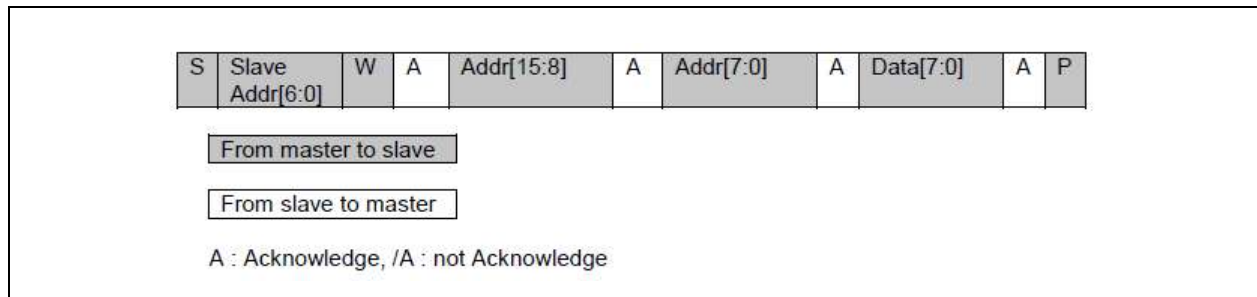 S Slave Addr[6:0] W A Addr[15:8] A Addr[7:0] A Data[7:0] A P
From master to slave
From slave to master
A : Acknowledge, /A : not Acknowledge